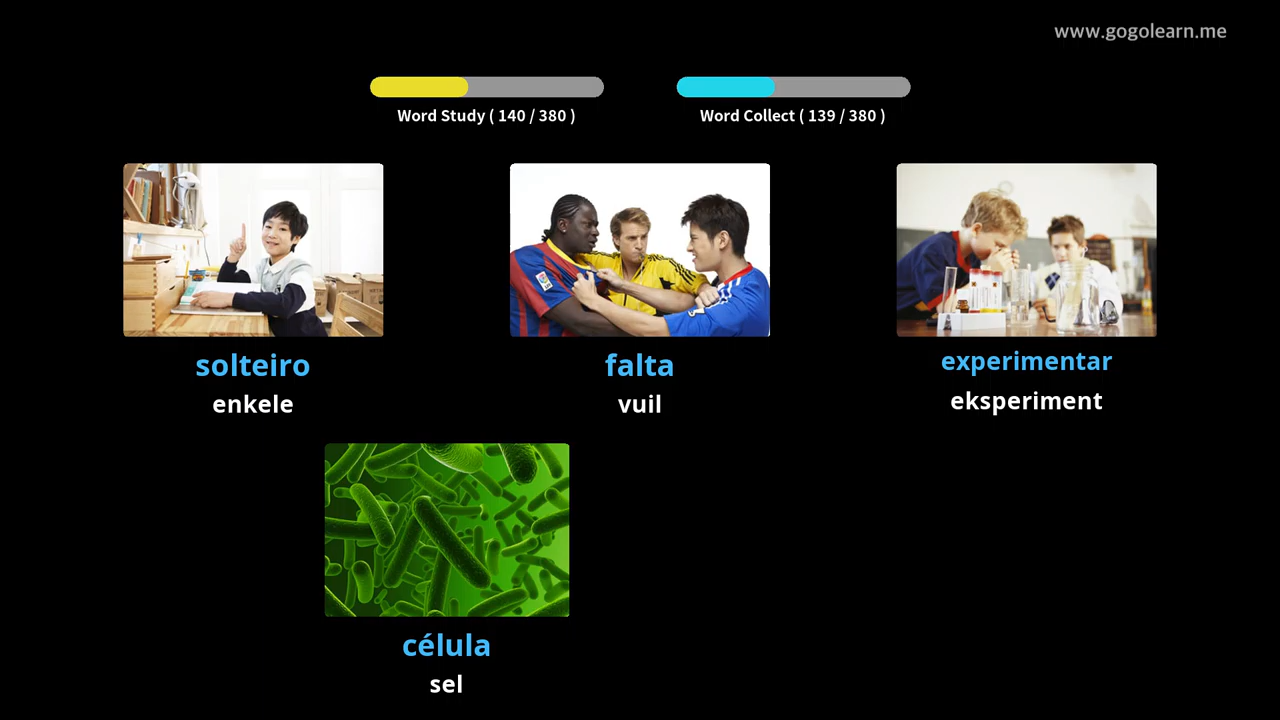 www.gogolearn.me
Word Study ( 140 / 380 )
Word Collect ( 139 / 380 )
solteiro
enkele
falta
vuil
experimentar
eksperiment
célula
sel